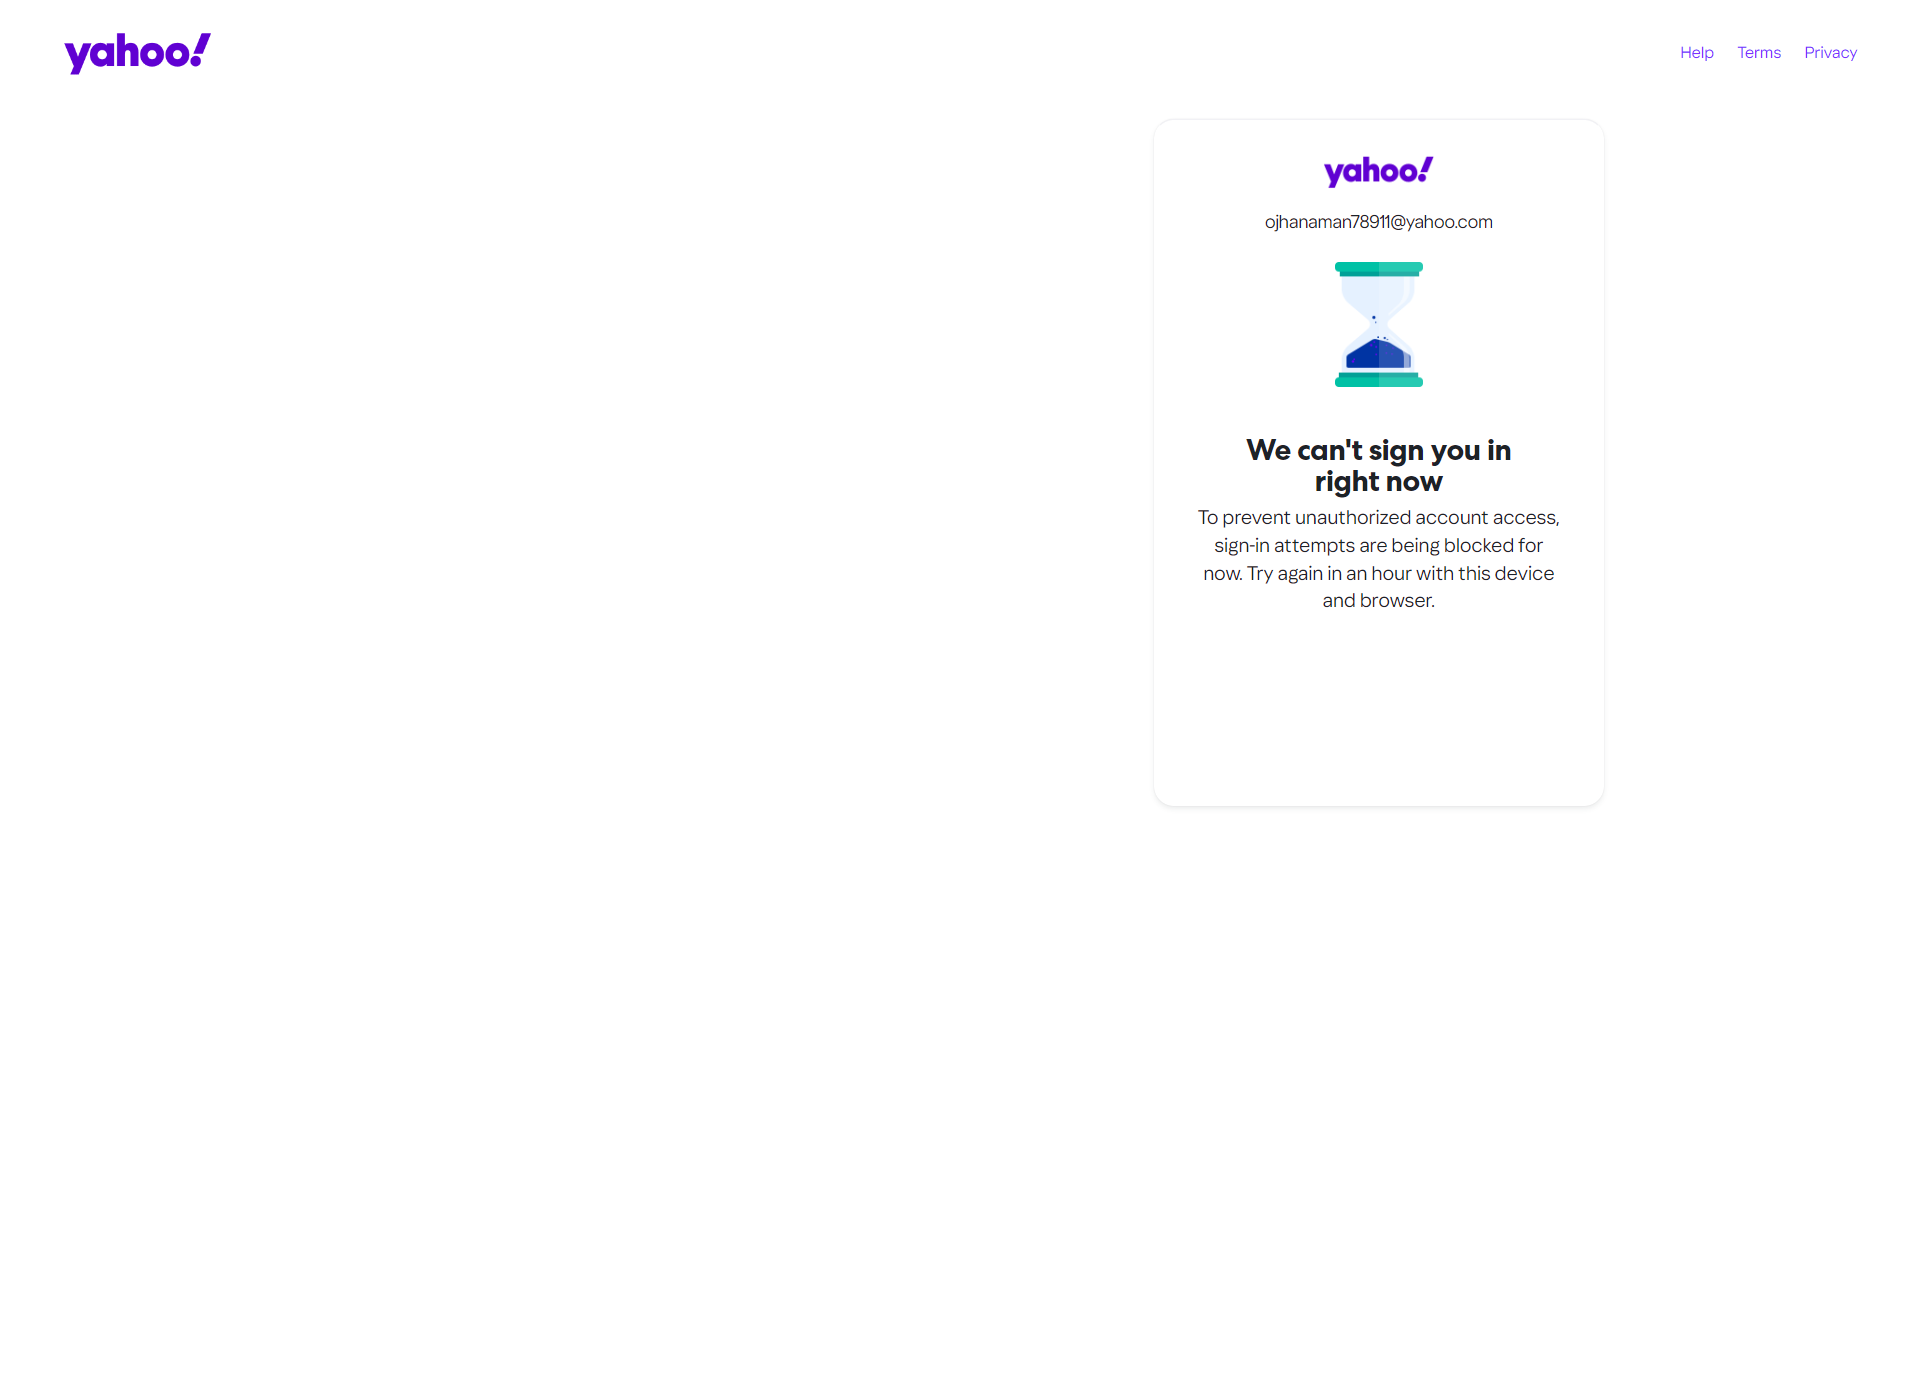 yahoo!
Help Terms Privacy
yahoo!
ojhanaman78911@yahoo.com
We can't sign you in
right now
To prevent unauthorized account access,
sign-in attempts are being blocked for
now. Try again in an hour with this device
and browser.